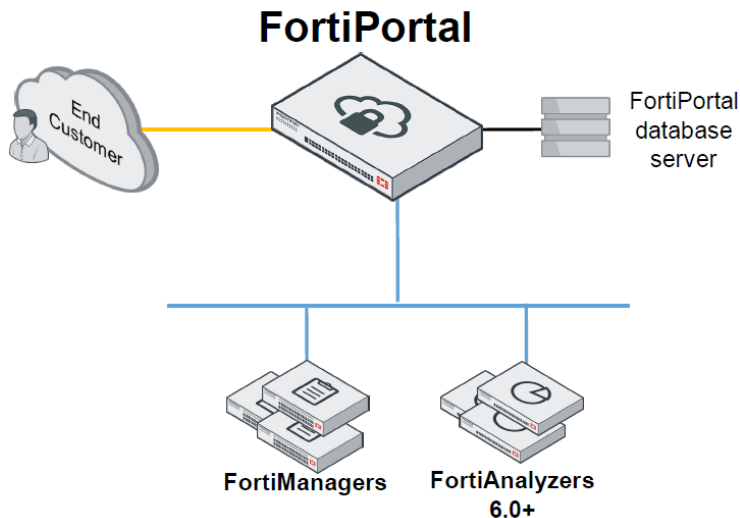 FortiPortal
End
Customer
FortiPortal
database
server
FortiManagers
FortiAnalyzers
6.0+